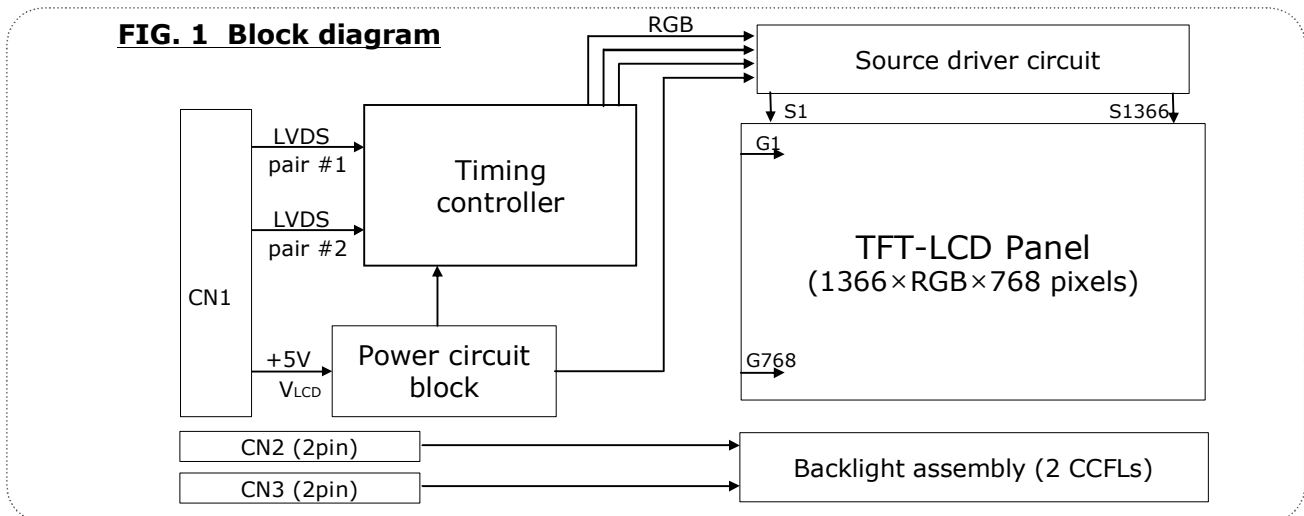 FIG. 1 Block diagram
RGB
Source driver circuit
S1
S1366
CN1
LVDS
pair #1
LVDS
pair #2
Timing
controller
G1
TFT-LCD Panel
(1366×RGB×768 pixels)
G768
+5V
VLCD
Power circuit
block
CN2 (2pin)
CN3 (2pin)
Backlight assembly (2 CCFLs)